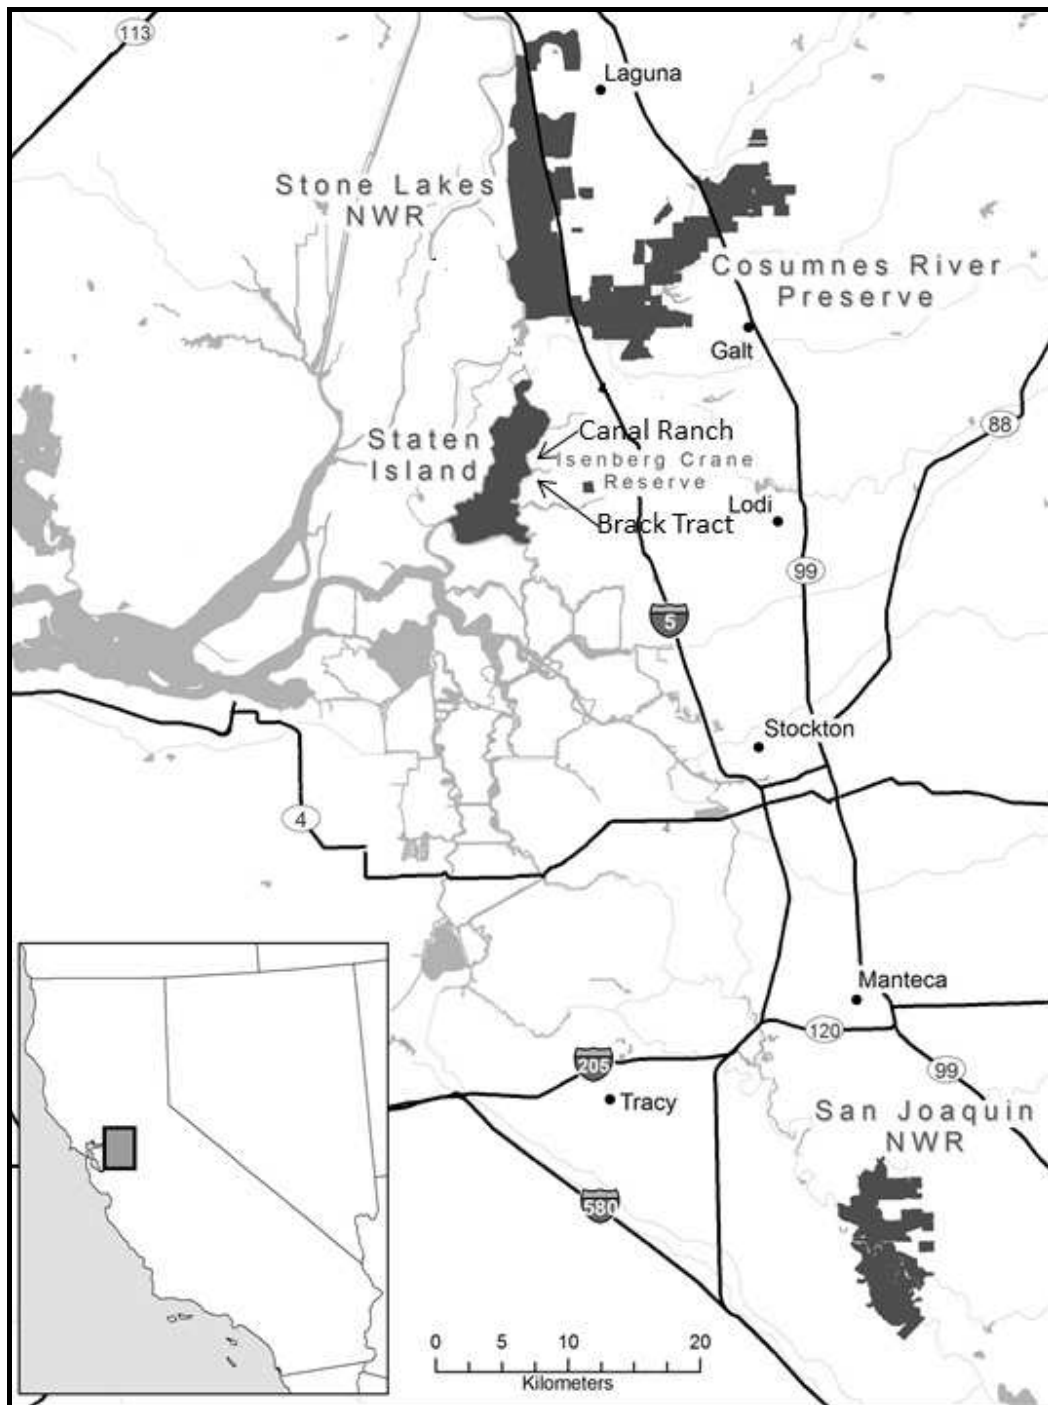 113
Laguna
Stone Lakes
NWR
Cosumnes River
Preserve
Galt
88
Staten
Island
Canal Ranch
Isenberg Crane
Reserve
Brack Tract
Lodi
99
5
Stockton
4
4
Manteca
120
205
99
Tracy
San Joaquin
NWR
580
0 5 10 20
Kilometers